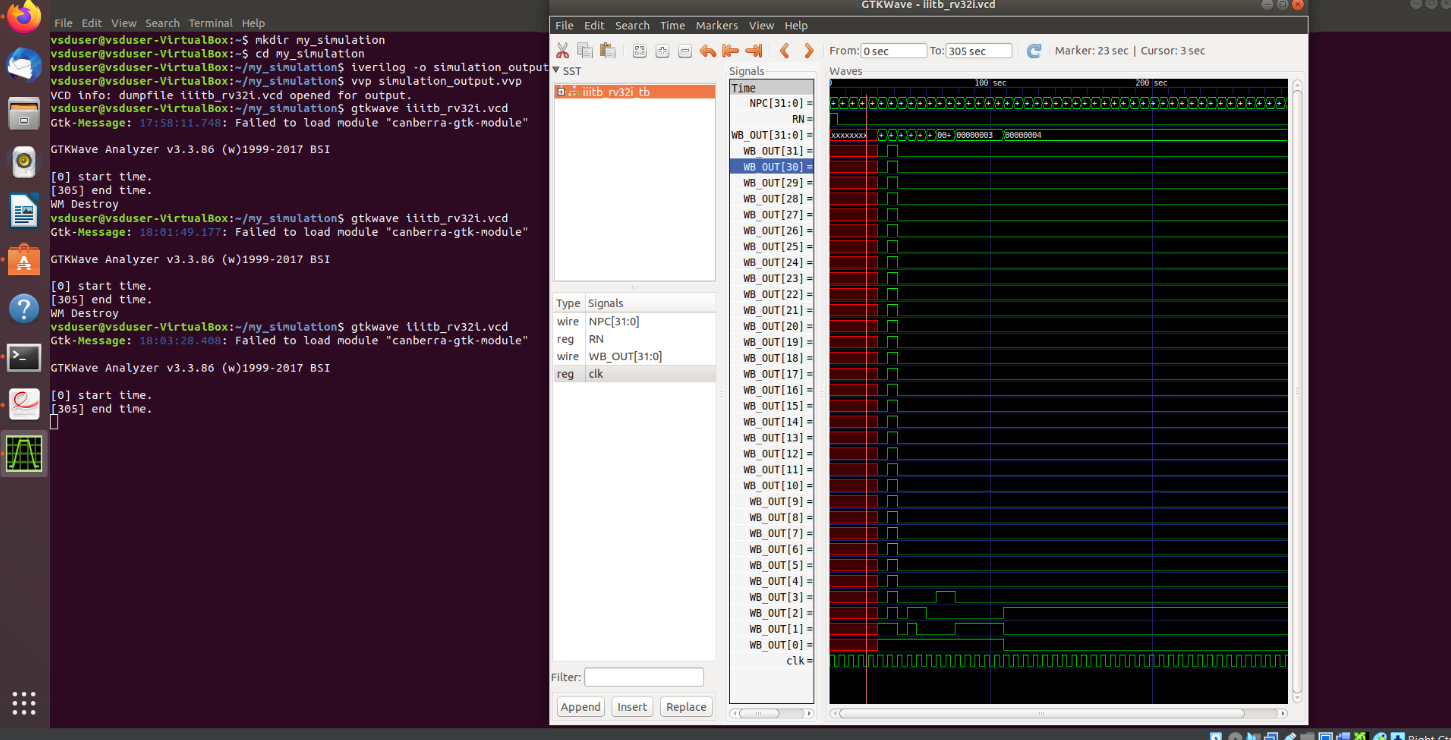 File Edit View Search Terminal Help
vsduser@vsduser-VirtualBox:~$ mkdir my_simulation
vsduser@vsduser-VirtualBox:~$ cd my_simulation
vsduser@vsduser-VirtualBox:~/my_simulation$ iverilog -o simulation_output
vsduser@vsduser-VirtualBox:~/my_simulation$ vvp simulation_output.vvp
VCD info: dumpfile iiitb_rv32i.vcd opened for output.
vsduser@vsduser-VirtualBox:~/my_simulation$ gtkwave iiitb_rv32i.vcd
Gtk-Message: 17:58:11.748: Failed to load module "canberra-gtk-module"
GTKWave Analyzer v3.3.86 (w)1999-2017 BSI
[0] start time.
[305] end time.
WM Destroy
vsduser@vsduser-VirtualBox:~/my_simulation$ gtkwave iiitb_rv32i.vcd
Gtk-Message: 18:01:49.177: Failed to load module "canberra-gtk-module"
GTKWave Analyzer v3.3.86 (w)1999-2017 BSI
[0] start time.
[305] end time.
WM Destroy
vsduser@vsduser-VirtualBox:~/my_simulation$ gtkwave iiitb_rv32i.vcd
Gtk-Message: 18:03:28.408: Failed to load module "canberra-gtk-module"
GTKWave Analyzer v3.3.86 (w)1999-2017 BSI
[0] start time.
[305] end time.
GTKWave - iiitb_rv32i.vcd
File Edit Search Time Markers View Help
From: 0 sec To: 305 sec Marker: 23 sec | Cursor: 3 sec
SST
iiitb_rv32i_tb
Type Signals
wire NPC[31:0]
reg RN
wire WB_OUT[31:0]
reg clk
Filter:
Append Insert Replace
Signals
Time
NPC[31:0] =
RN =
WB_OUT[31:0] =
WB_OUT[31] =
WB_OUT[30] =
WB_OUT[29] =
WB_OUT[28] =
WB_OUT[27] =
WB_OUT[26] =
WB_OUT[25] =
WB_OUT[24] =
WB_OUT[23] =
WB_OUT[22] =
WB_OUT[21] =
WB_OUT[20] =
WB_OUT[19] =
WB_OUT[18] =
WB_OUT[17] =
WB_OUT[16] =
WB_OUT[15] =
WB_OUT[14] =
WB_OUT[13] =
WB_OUT[12] =
WB_OUT[11] =
WB_OUT[10] =
WB_OUT[9] =
WB_OUT[8] =
WB_OUT[7] =
WB_OUT[6] =
WB_OUT[5] =
WB_OUT[4] =
WB_OUT[3] =
WB_OUT[2] =
WB_OUT[1] =
WB_OUT[0] =
clk =
Waves
0 100 sec 200 sec
+ + + + + + + + + + + + + + + + + + + + + + + + + + + + + + + + + + + + + + + + + + + + + + +
xxxxxxxx + + + + + + 00+ 00000003 00000004